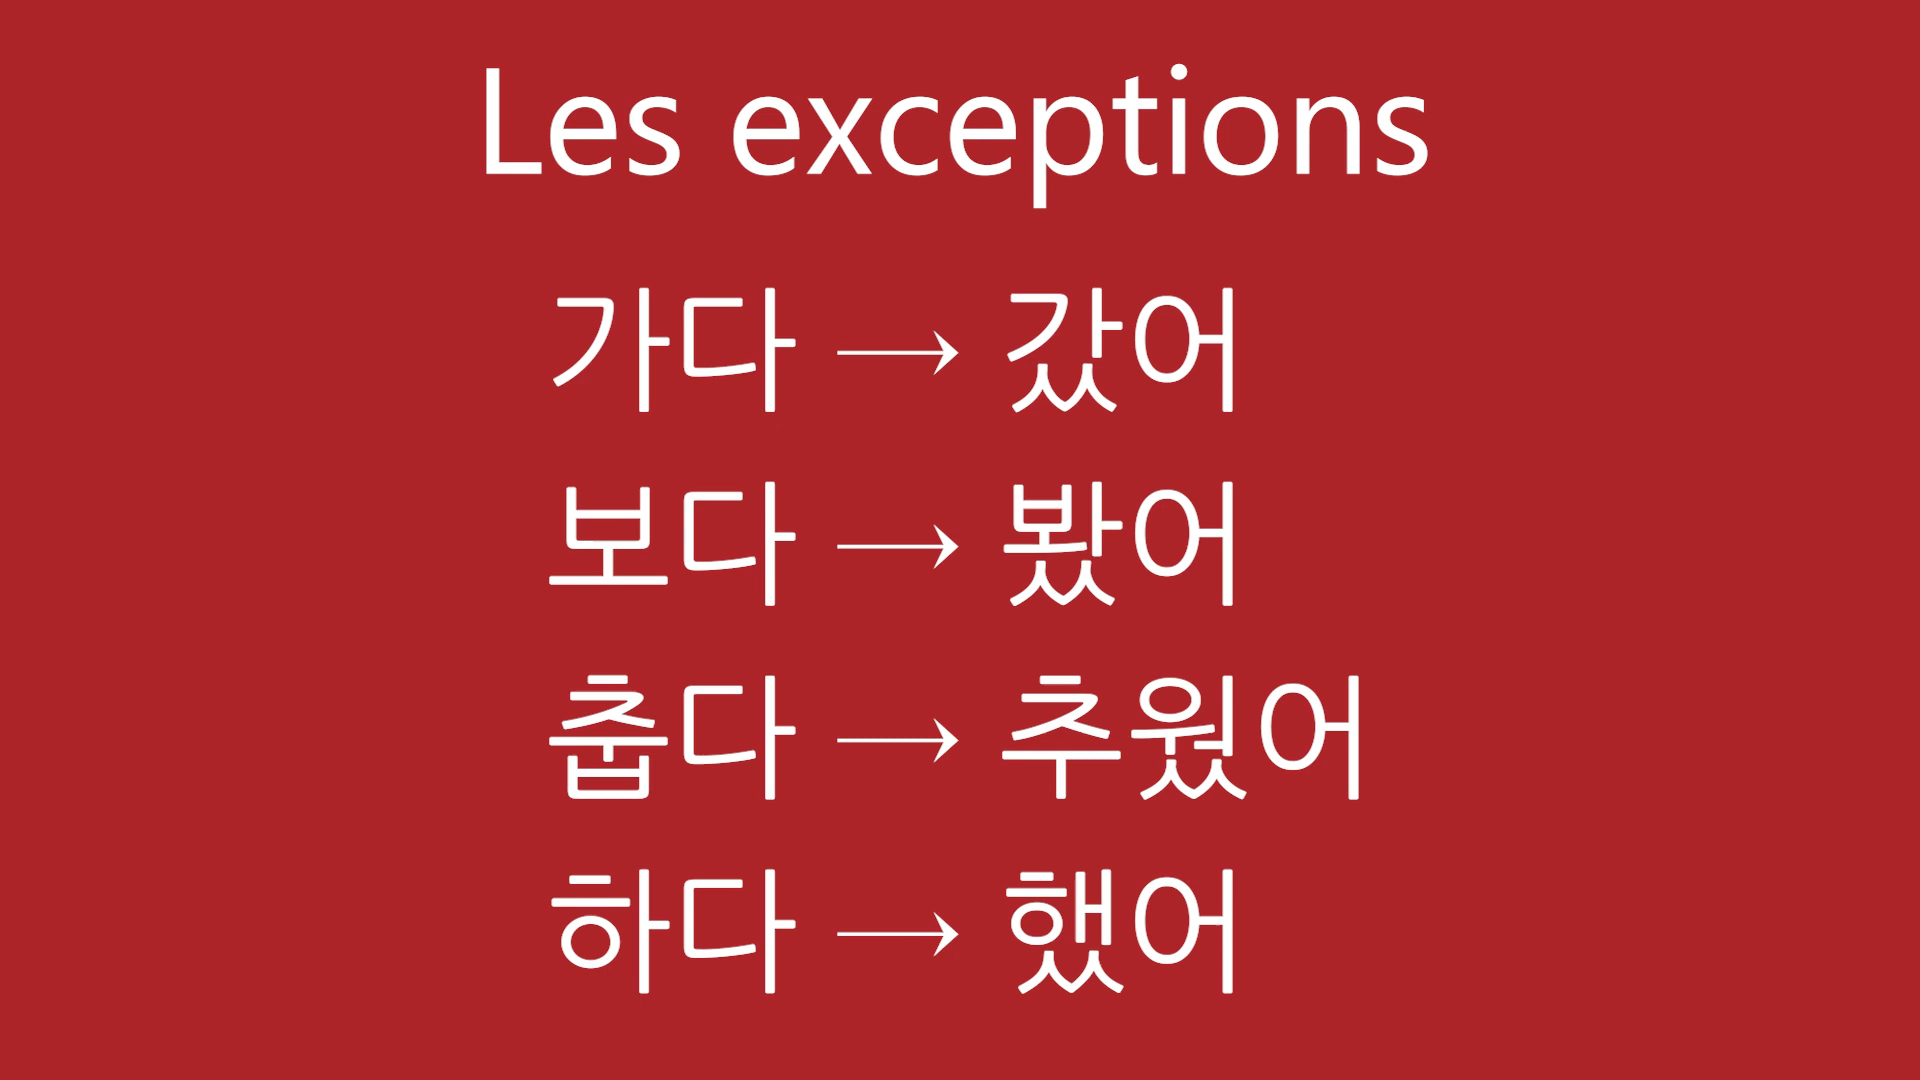 Les exceptions
가다 → 갔어
보다 → 봤어
춥다 → 추웠어
하다 → 했어